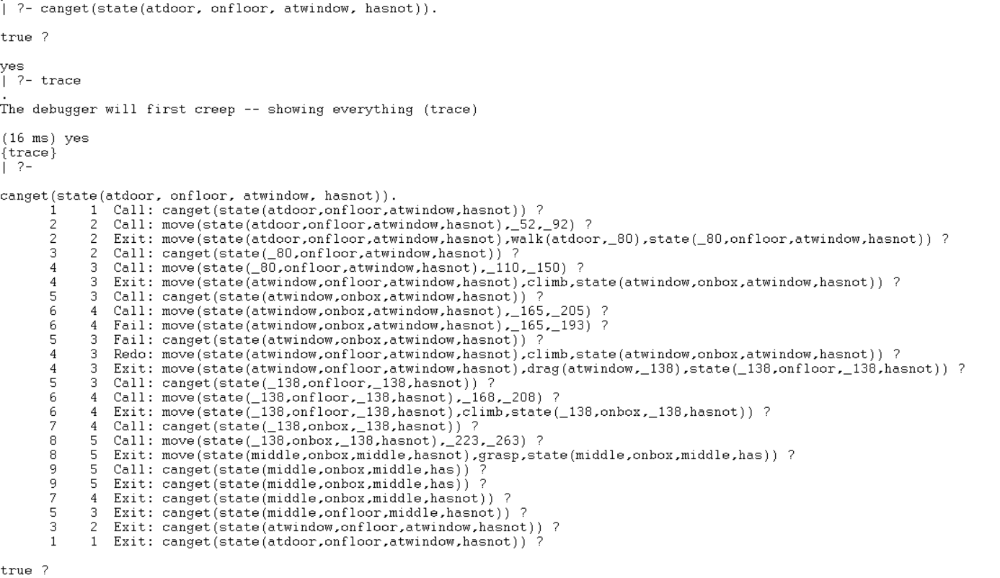 | ?- canget(state(atdoor, onfloor, atwindow, hasnot)).
true ?
yes
| ?- trace
.
The debugger will first creep -- showing everything (trace)
(16 ms) yes
{trace}
| ?-
canget(state(atdoor, onfloor, atwindow, hasnot)).
1 1 Call: canget(state(atdoor,onfloor,atwindow,hasnot)) ?
2 2 Call: move(state(atdoor,onfloor,atwindow,hasnot),_52,_92) ?
2 2 Exit: move(state(atdoor,onfloor,atwindow,hasnot),walk(atdoor,_80),state(_80,onfloor,atwindow,hasnot)) ?
3 2 Call: canget(state(_80,onfloor,atwindow,hasnot)) ?
4 3 Call: move(state(_80,onfloor,atwindow,hasnot),_110,_150) ?
4 3 Exit: move(state(atwindow,onfloor,atwindow,hasnot),climb,state(atwindow,onbox,atwindow,hasnot)) ?
5 3 Call: canget(state(atwindow,onbox,atwindow,hasnot)) ?
6 4 Call: move(state(atwindow,onbox,atwindow,hasnot),_165,_205) ?
6 4 Fail: move(state(atwindow,onbox,atwindow,hasnot),_165,_193) ?
5 3 Fail: canget(state(atwindow,onbox,atwindow,hasnot)) ?
4 3 Redo: move(state(atwindow,onfloor,atwindow,hasnot),climb,state(atwindow,onbox,atwindow,hasnot)) ?
4 3 Exit: move(state(atwindow,onfloor,atwindow,hasnot),drag(atwindow,_138),state(_138,onfloor,_138,hasnot)) ?
5 3 Call: canget(state(_138,onfloor,_138,hasnot)) ?
6 4 Call: move(state(_138,onfloor,_138,hasnot),_168,_208) ?
6 4 Exit: move(state(_138,onfloor,_138,hasnot),climb,state(_138,onbox,_138,hasnot)) ?
7 4 Call: canget(state(_138,onbox,_138,hasnot)) ?
8 5 Call: move(state(_138,onbox,_138,hasnot),_223,_263) ?
8 5 Exit: move(state(middle,onbox,middle,hasnot),grasp,state(middle,onbox,middle,has)) ?
9 5 Call: canget(state(middle,onbox,middle,has)) ?
9 5 Exit: canget(state(middle,onbox,middle,has)) ?
7 4 Exit: canget(state(middle,onbox,middle,hasnot)) ?
5 3 Exit: canget(state(middle,onfloor,middle,hasnot)) ?
3 2 Exit: canget(state(atwindow,onfloor,atwindow,hasnot)) ?
1 1 Exit: canget(state(atdoor,onfloor,atwindow,hasnot)) ?
true ?